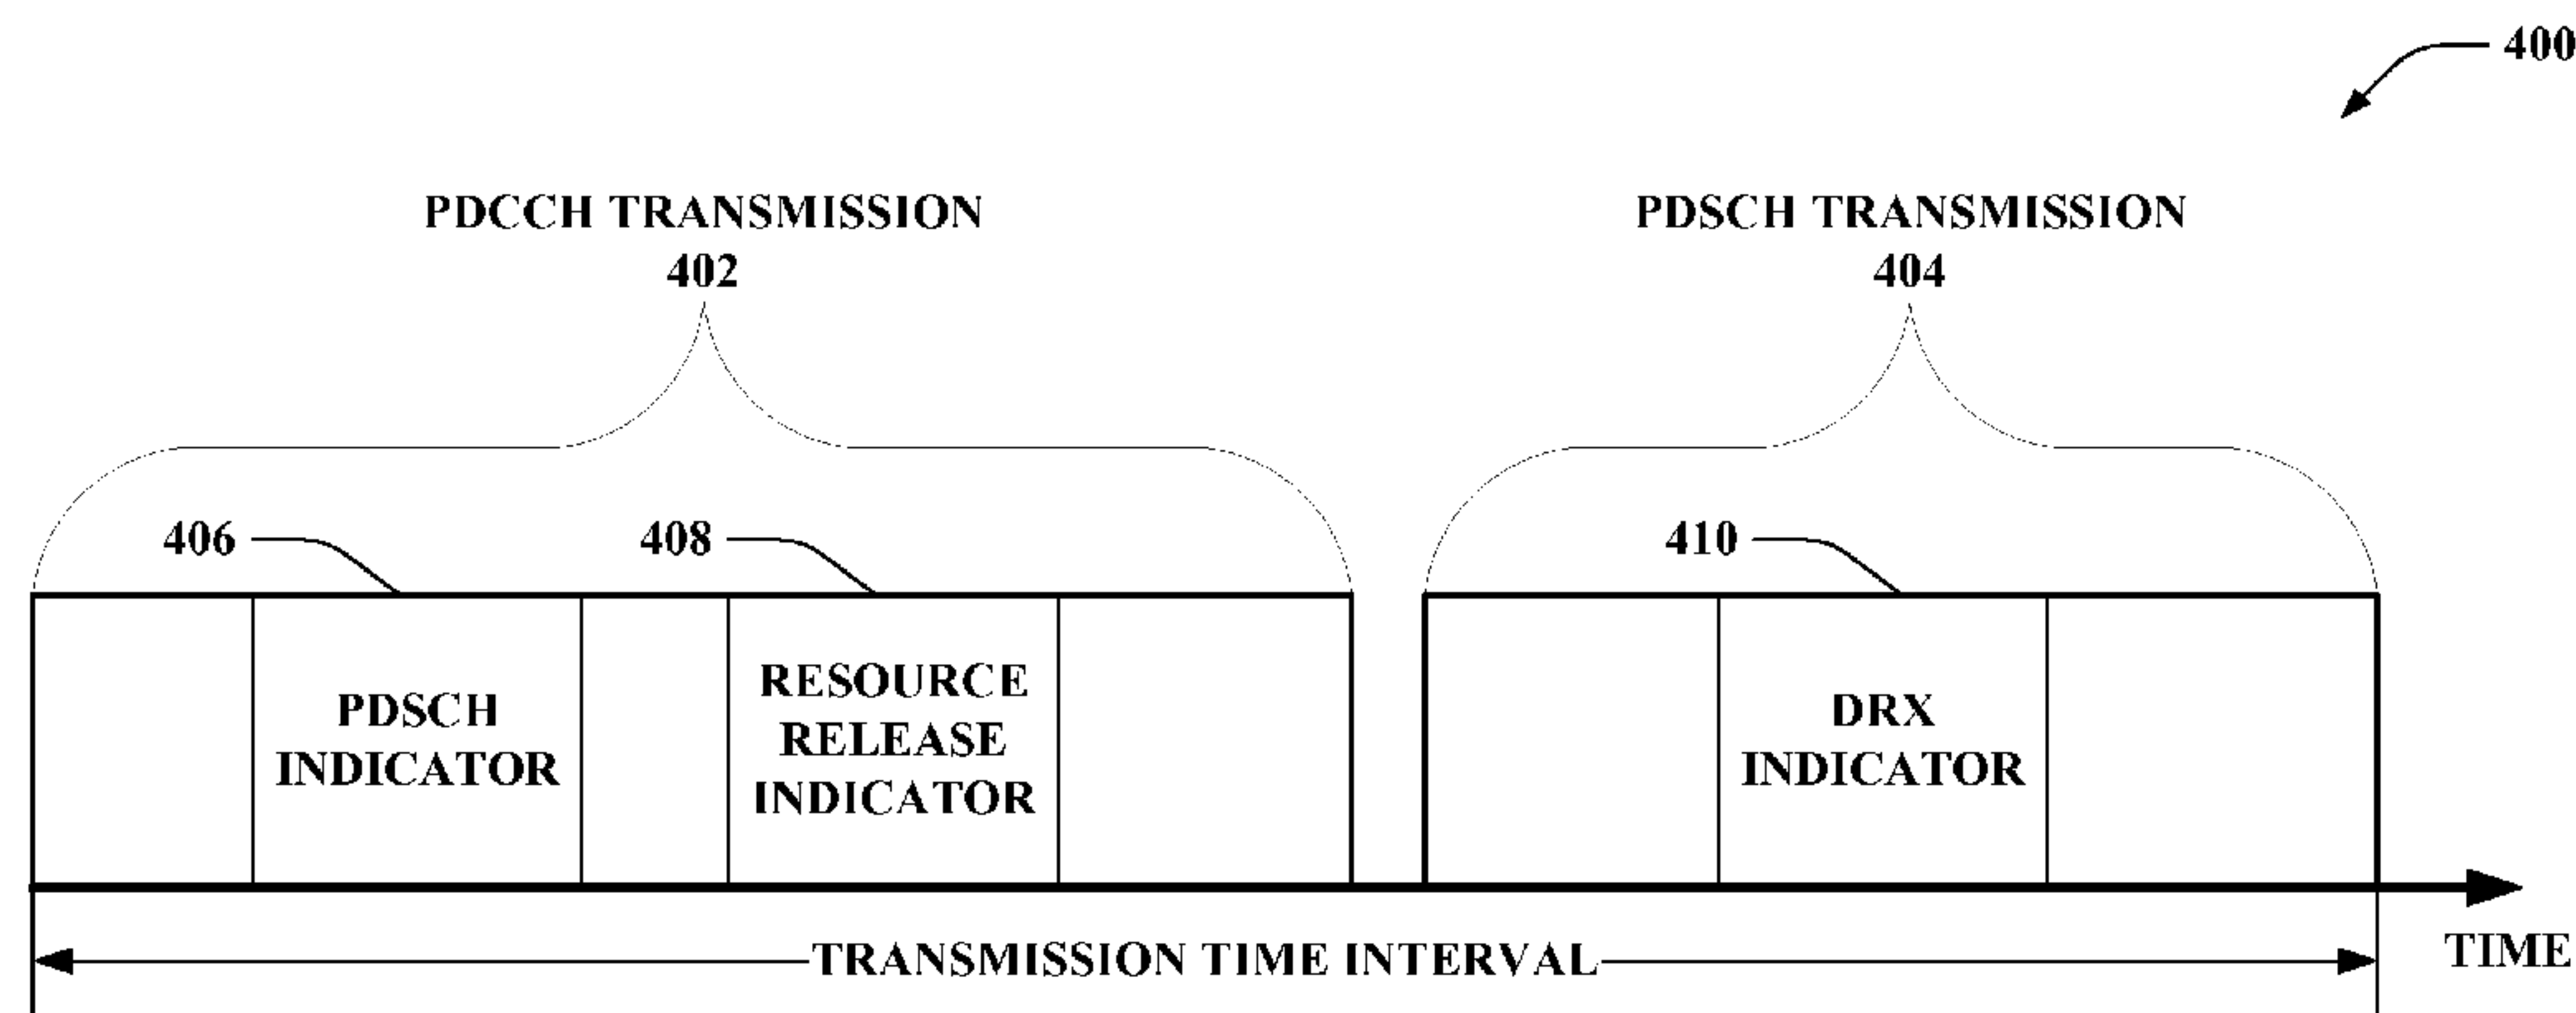 400
PDCCH TRANSMISSION
402
PDSCH TRANSMISSION
404
406
408
410
PDSCH
INDICATOR
RESOURCE
RELEASE
INDICATOR
DRX
INDICATOR
TRANSMISSION TIME INTERVAL
TIME